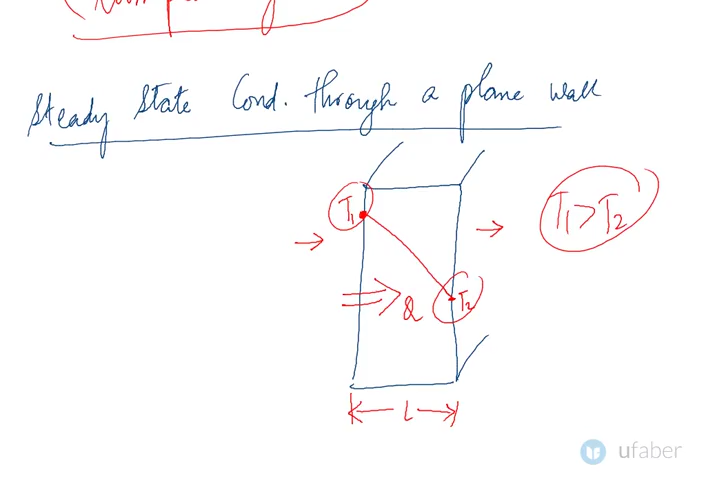 Steady State Cond. through a plane wall
T₁
T₁ > T₂
T₂
Q
L
ufaber